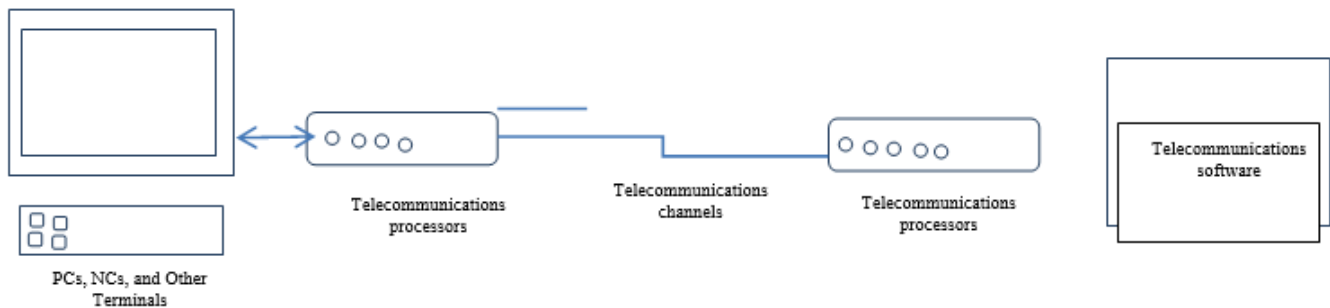 Telecommunications
software
Telecommunications
channels
Telecommunications
processors
Telecommunications
processors
PCs, NCs, and Other
Terminals